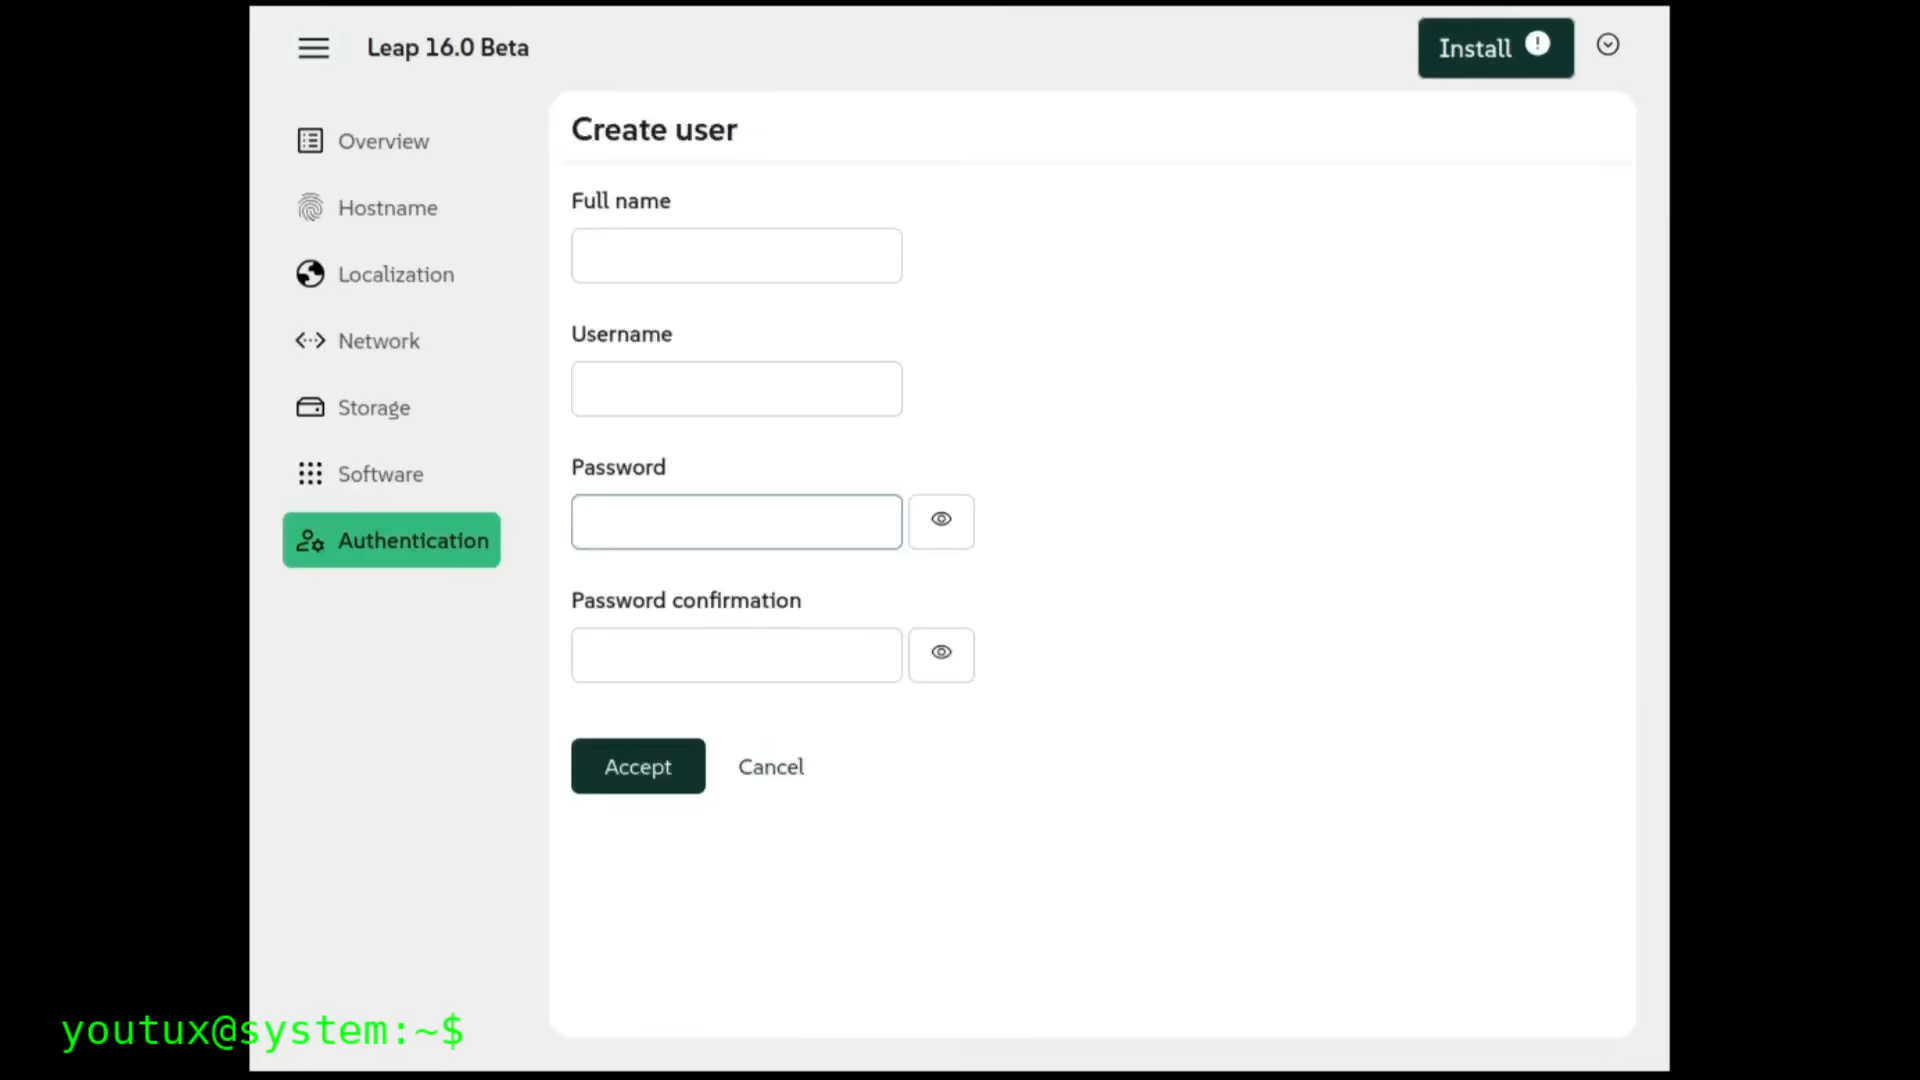 Leap 16.0 Beta
Install
Overview
Hostname
Localization
Network
Storage
Software
Authentication
Create user
Full name
Username
Password
Password confirmation
Accept
Cancel
youtux@system:~$